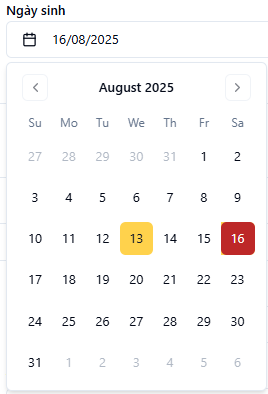 Ngày sinh
16/08/2025
August 2025
Su Mo Tu We Th Fr Sa
27 28 29 30 31 1 2
3 4 5 6 7 8 9
10 11 12 13 14 15 16
17 18 19 20 21 22 23
24 25 26 27 28 29 30
31 1 2 3 4 5 6